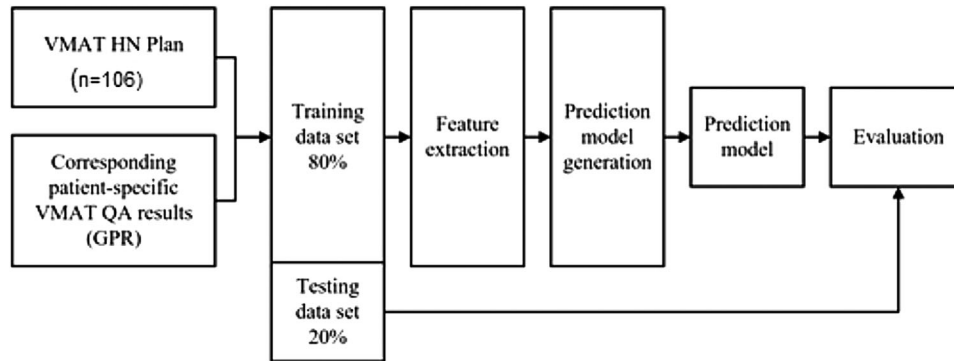 VMAT HN Plan
(n=106)
Corresponding
patient-specific
VMAT QA results
(GPR)
Training
data set
80%
Testing
data set
20%
Feature
extraction
Prediction
model
generation
Prediction
model
Evaluation